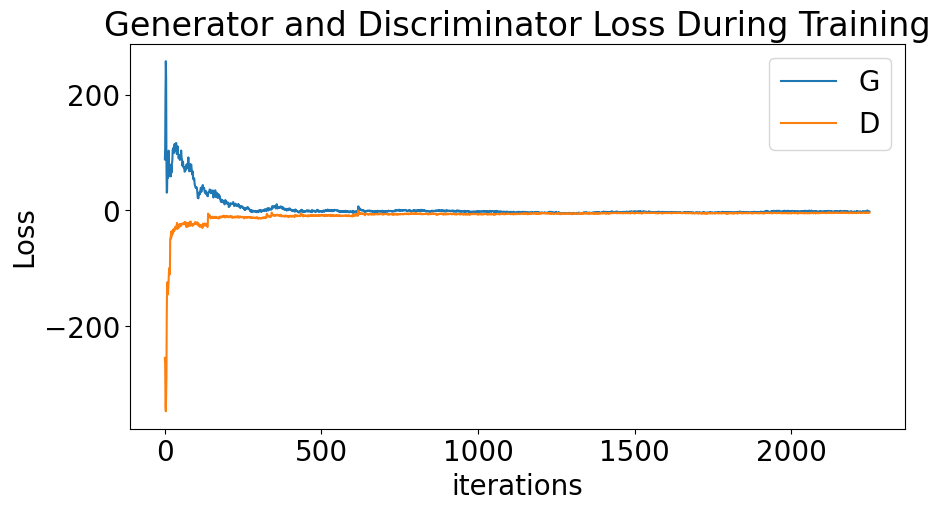 Generator and Discriminator Loss During Training
G
D
200
0
−200
Loss
0 500 1000 1500 2000
iterations